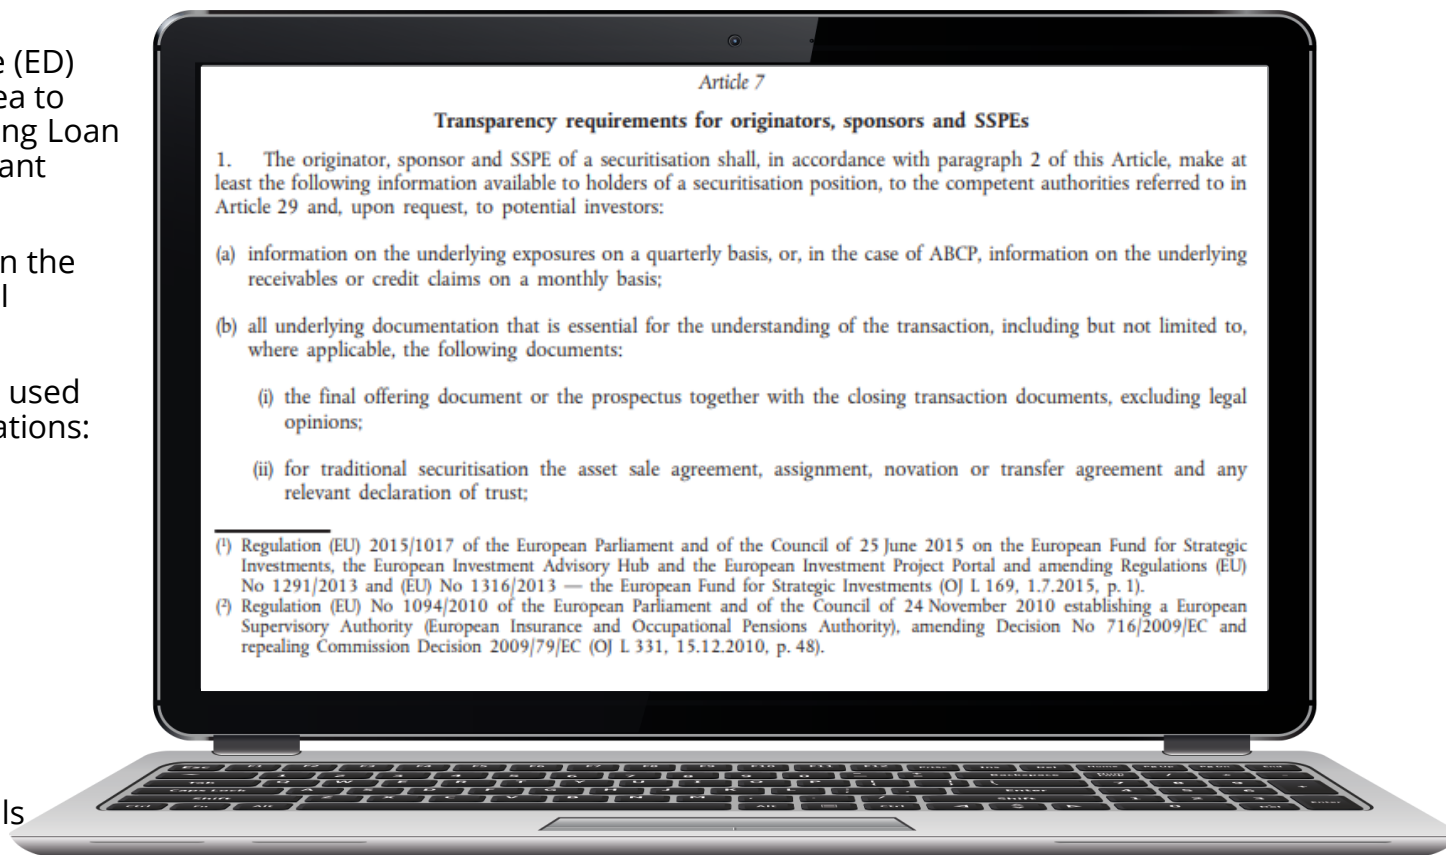 e (ED)
ea to
ing Loan
ant
n the
l
used
ations:
ls
Article 7
Transparency requirements for originators, sponsors and SSPEs
1. The originator, sponsor and SSPE of a securitisation shall, in accordance with paragraph 2 of this Article, make at
least the following information available to holders of a securitisation position, to the competent authorities referred to in
Article 29 and, upon request, to potential investors:
(a) information on the underlying exposures on a quarterly basis, or, in the case of ABCP, information on the underlying
receivables or credit claims on a monthly basis;
(b) all underlying documentation that is essential for the understanding of the transaction, including but not limited to,
where applicable, the following documents:
(i) the final offering document or the prospectus together with the closing transaction documents, excluding legal
opinions;
(ii) for traditional securitisation the asset sale agreement, assignment, novation or transfer agreement and any
relevant declaration of trust;
(¹) Regulation (EU) 2015/1017 of the European Parliament and of the Council of 25 June 2015 on the European Fund for Strategic
Investments, the European Investment Advisory Hub and the European Investment Project Portal and amending Regulations (EU)
No 1291/2013 and (EU) No 1316/2013 — the European Fund for Strategic Investments (OJ L 169, 1.7.2015, p. 1).
(²) Regulation (EU) No 1094/2010 of the European Parliament and of the Council of 24 November 2010 establishing a European
Supervisory Authority (European Insurance and Occupational Pensions Authority), amending Decision No 716/2009/EC and
repealing Commission Decision 2009/79/EC (OJ L 331, 15.12.2010, p. 48).